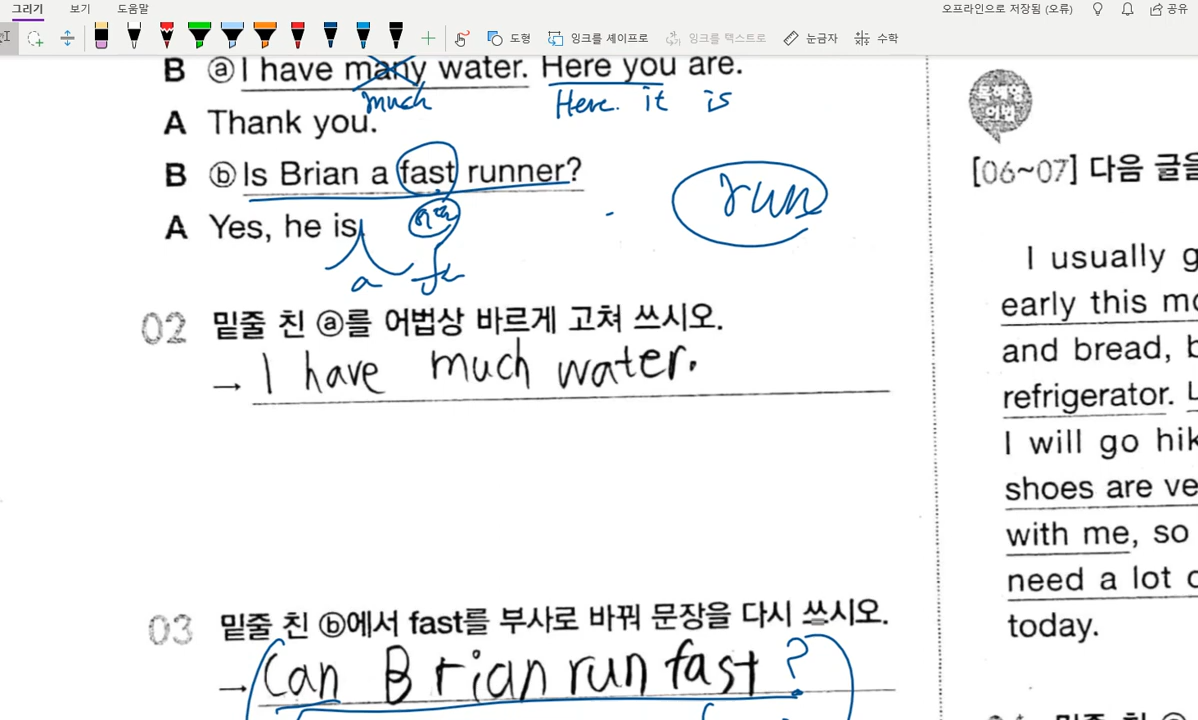 그리기 보기 도움말 오프라인으로 저장됨 (오류) 공유
도형 잉크를 셰이프로 잉크를 텍스트로 눈금자 수학
B ⓐ I have many water. Here you are.
much Here it is
A Thank you.
B ⓑ Is Brian a fast runner?
run
A Yes, he is
a
02 밑줄 친 ⓐ를 어법상 바르게 고쳐 쓰시오.
→ I have much water.
03 밑줄 친 ⓑ에서 fast를 부사로 바꿔 문장을 다시 쓰시오.
→ Can Brian run fast?
[06~07] 다음 글을
I usually g
early this mo
and bread, b
refrigerator.
I will go hik
shoes are ve
with me, so
need a lot
today.